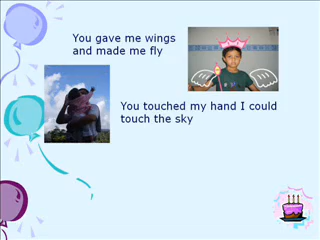 You gave me wings
and made me fly
You touched my hand I could
touch the sky